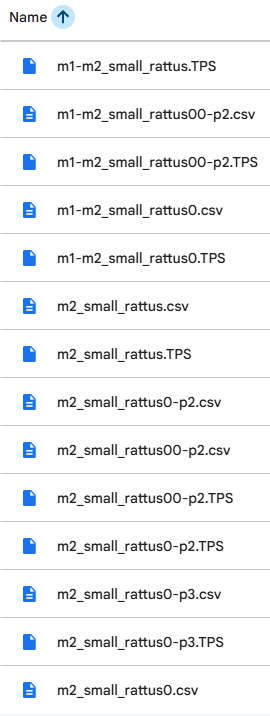 Name
m1-m2_small_rattus.TPS
m1-m2_small_rattus00-p2.csv
m1-m2_small_rattus00-p2.TPS
m1-m2_small_rattus0.csv
m1-m2_small_rattus0.TPS
m2_small_rattus.csv
m2_small_rattus.TPS
m2_small_rattus0-p2.csv
m2_small_rattus00-p2.csv
m2_small_rattus00-p2.TPS
m2_small_rattus0-p2.TPS
m2_small_rattus0-p3.csv
m2_small_rattus0-p3.TPS
m2_small_rattus0.csv